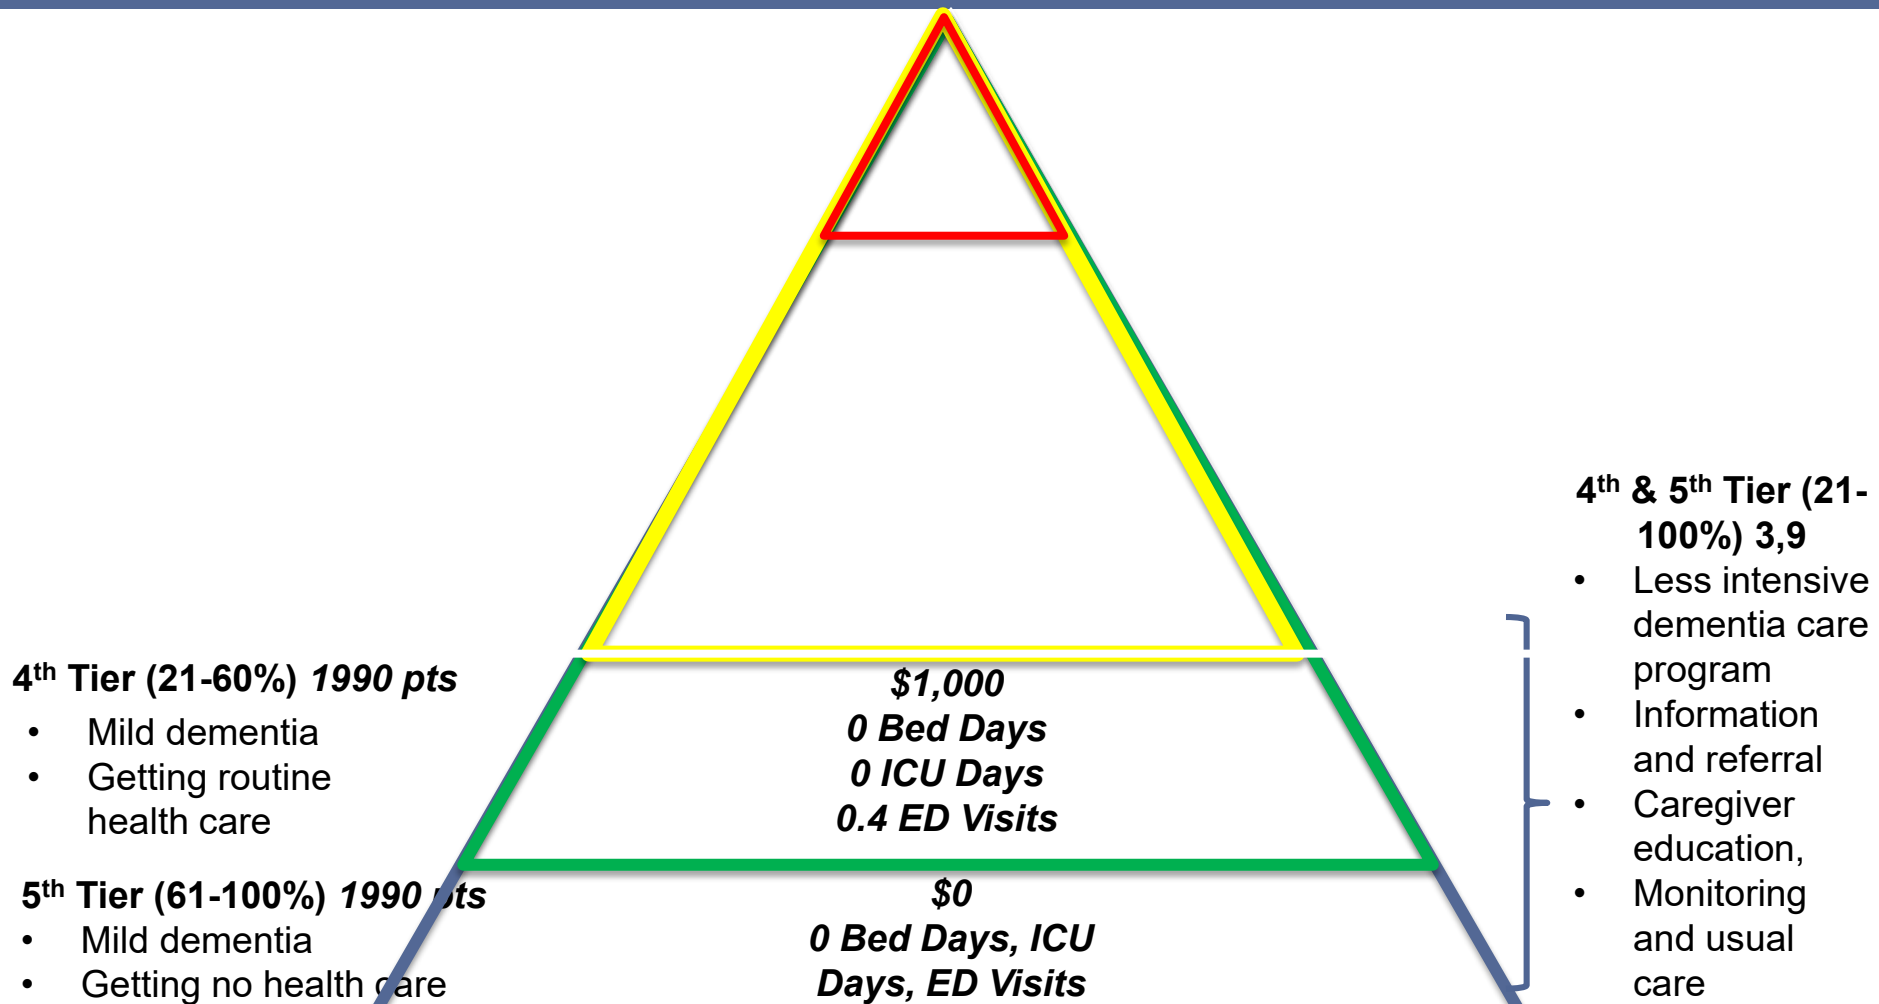 4th Tier (21-60%) 1990 pts
• Mild dementia
• Getting routine
health care
5th Tier (61-100%) 1990 pts
• Mild dementia
• Getting no health care
$1,000
0 Bed Days
0 ICU Days
0.4 ED Visits
$0
0 Bed Days, ICU
Days, ED Visits
4th & 5th Tier (21-
100%) 3,9
• Less intensive
dementia care
program
• Information
and referral
• Caregiver
education,
• Monitoring
and usual
care